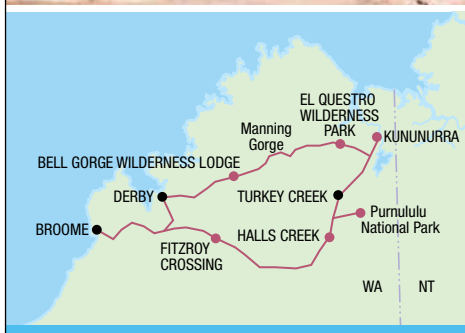 EL QUESTRO
WILDERNESS
PARK
Manning
Gorge
KUNUNURRA
BELL GORGE WILDERNESS LODGE
DERBY
TURKEY CREEK
BROOME
FITZROY
CROSSING
HALLS CREEK
Purnululu
National Park
WA
NT